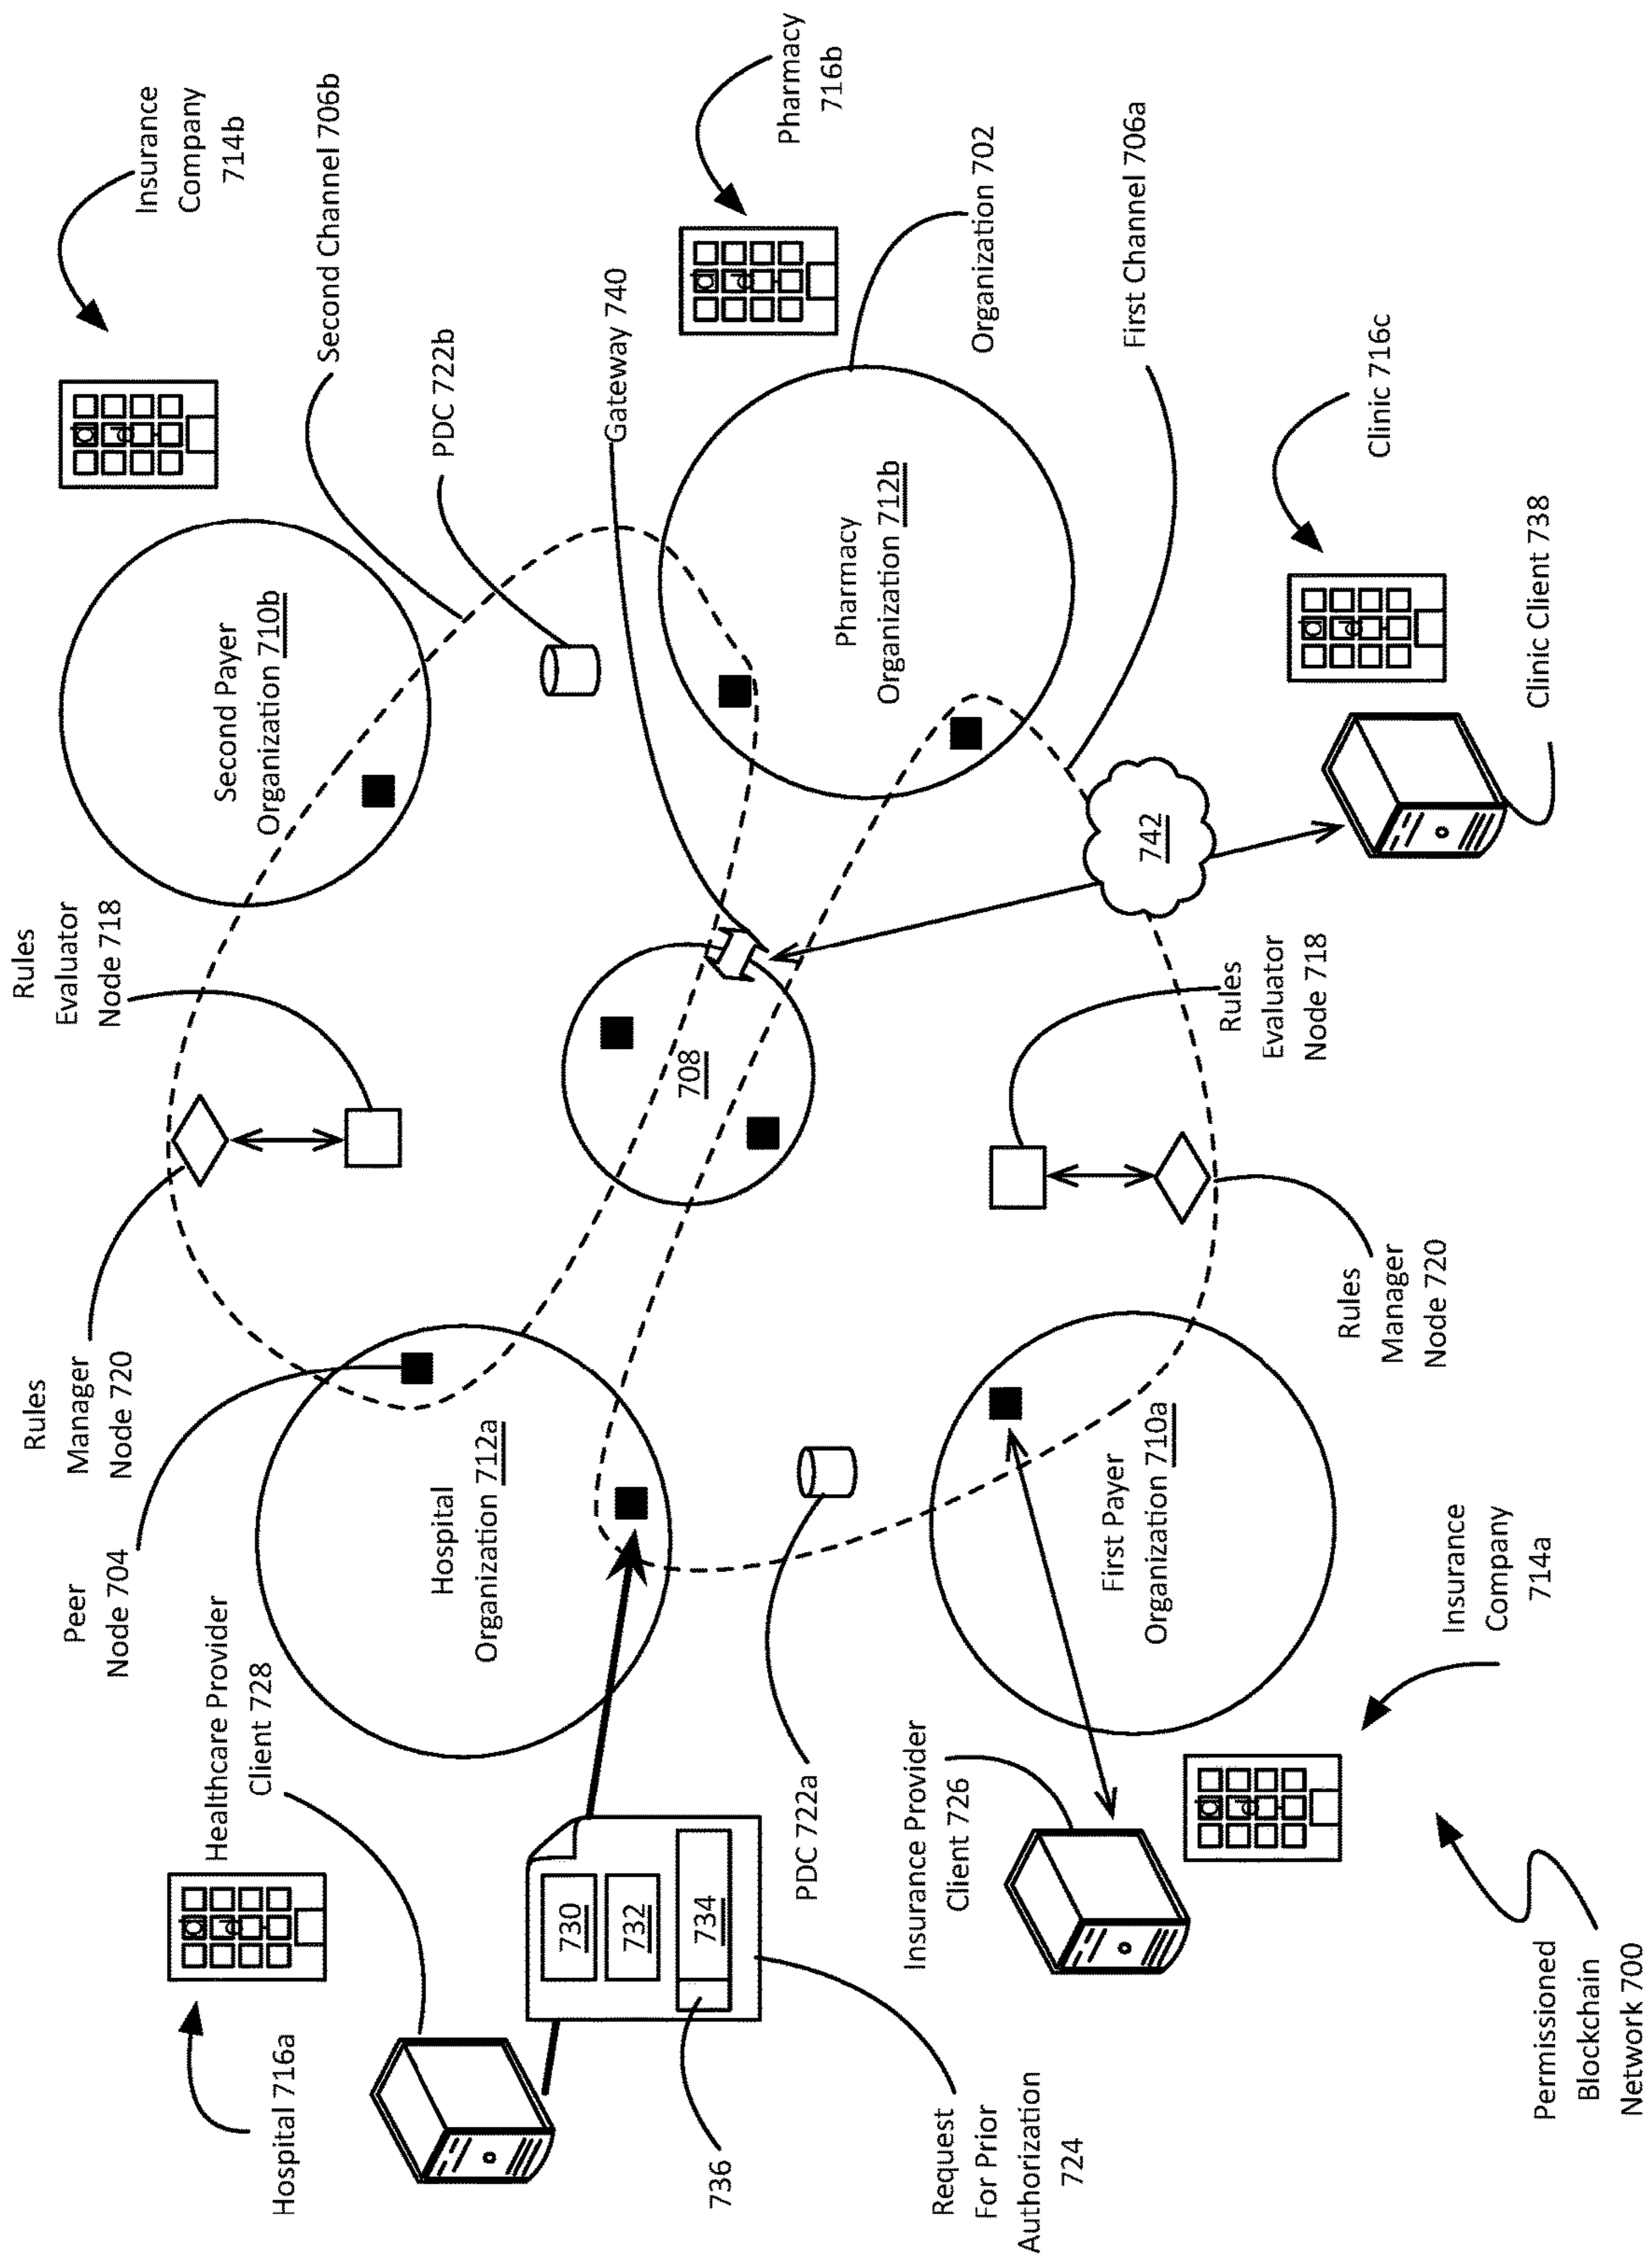 Hospital 716a
Healthcare Provider
Client 728
Peer
Node 704
Rules
Manager
Node 720
Rules
Evaluator
Node 718
Insurance
Company
714b
Second Channel 706b
PDC 722b
Second Payer
Organization 710b
Gateway 740
Pharmacy
716b
Hospital
Organization 712a
730
732
734
736
Request
For Prior
Authorization
724
708
Pharmacy
Organization 712b
Organization 702
First Channel 706a
PDC 722a
Insurance Provider
Client 726
First Payer
Organization 710a
742
Rules
Evaluator
Node 718
Rules
Manager
Node 720
Clinic 716c
Clinic Client 738
Insurance
Company
714a
Permissioned
Blockchain
Network 700